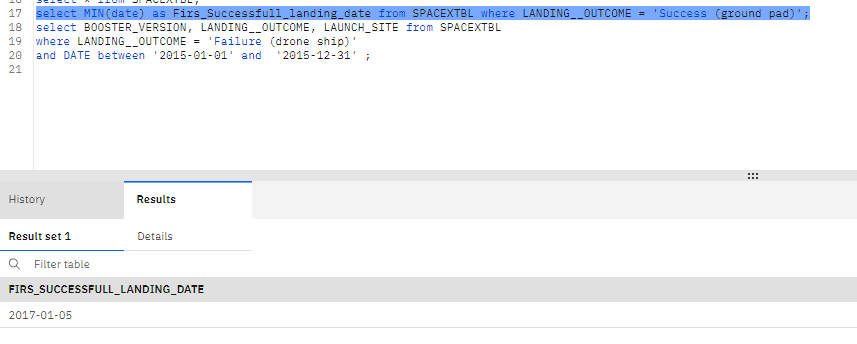 select * from SPACEXTBL;
17 select MIN(date) as Firs_Successfull_landing_date from SPACEXTBL where LANDING__OUTCOME = 'Success (ground pad)';
18 select BOOSTER_VERSION, LANDING__OUTCOME, LAUNCH_SITE from SPACEXTBL
19 where LANDING__OUTCOME = 'Failure (drone ship)'
20 and DATE between '2015-01-01' and  '2015-12-31' ;
21
History Results
Result set 1 Details
Filter table
FIRS_SUCCESSFULL_LANDING_DATE
2017-01-05